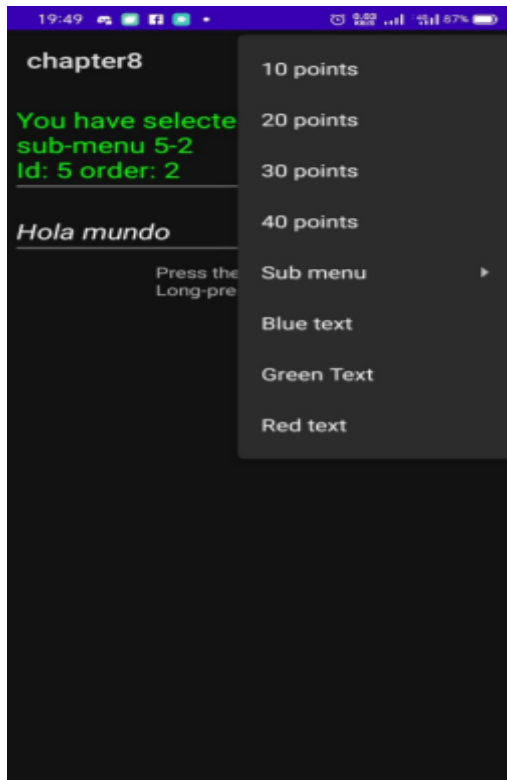 19:49
87%
chapter8
You have selecte
sub-menu 5-2
Id: 5 order: 2
Hola mundo
Press the
Long-pre
10 points
20 points
30 points
40 points
Sub menu
Blue text
Green Text
Red text